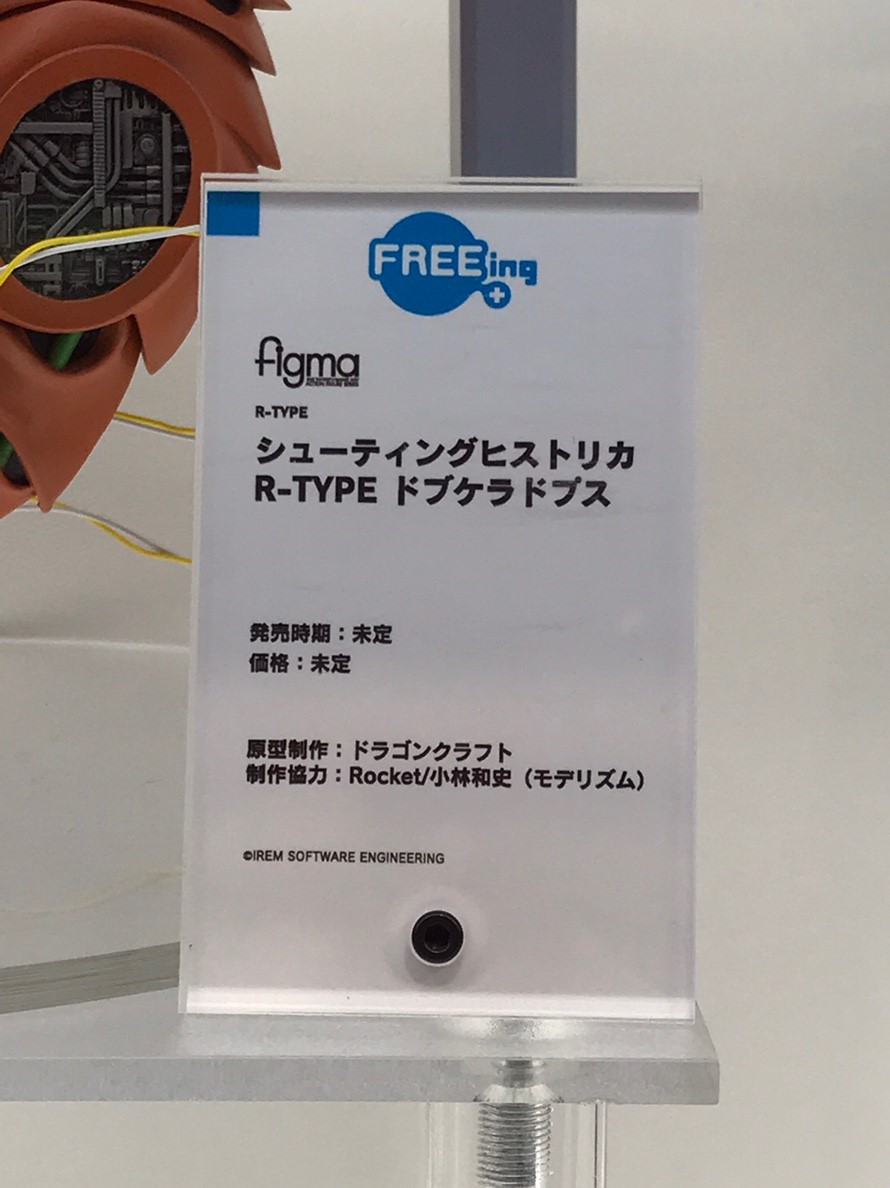 FREEing
figma
R-TYPE
シューティングヒストリカ
R-TYPE ドブケラドプス
発売時期：未定
価格：未定
原型制作：ドラゴンクラフト
制作協力：Rocket/小林和史（モデリズム）
©IREM SOFTWARE ENGINEERING